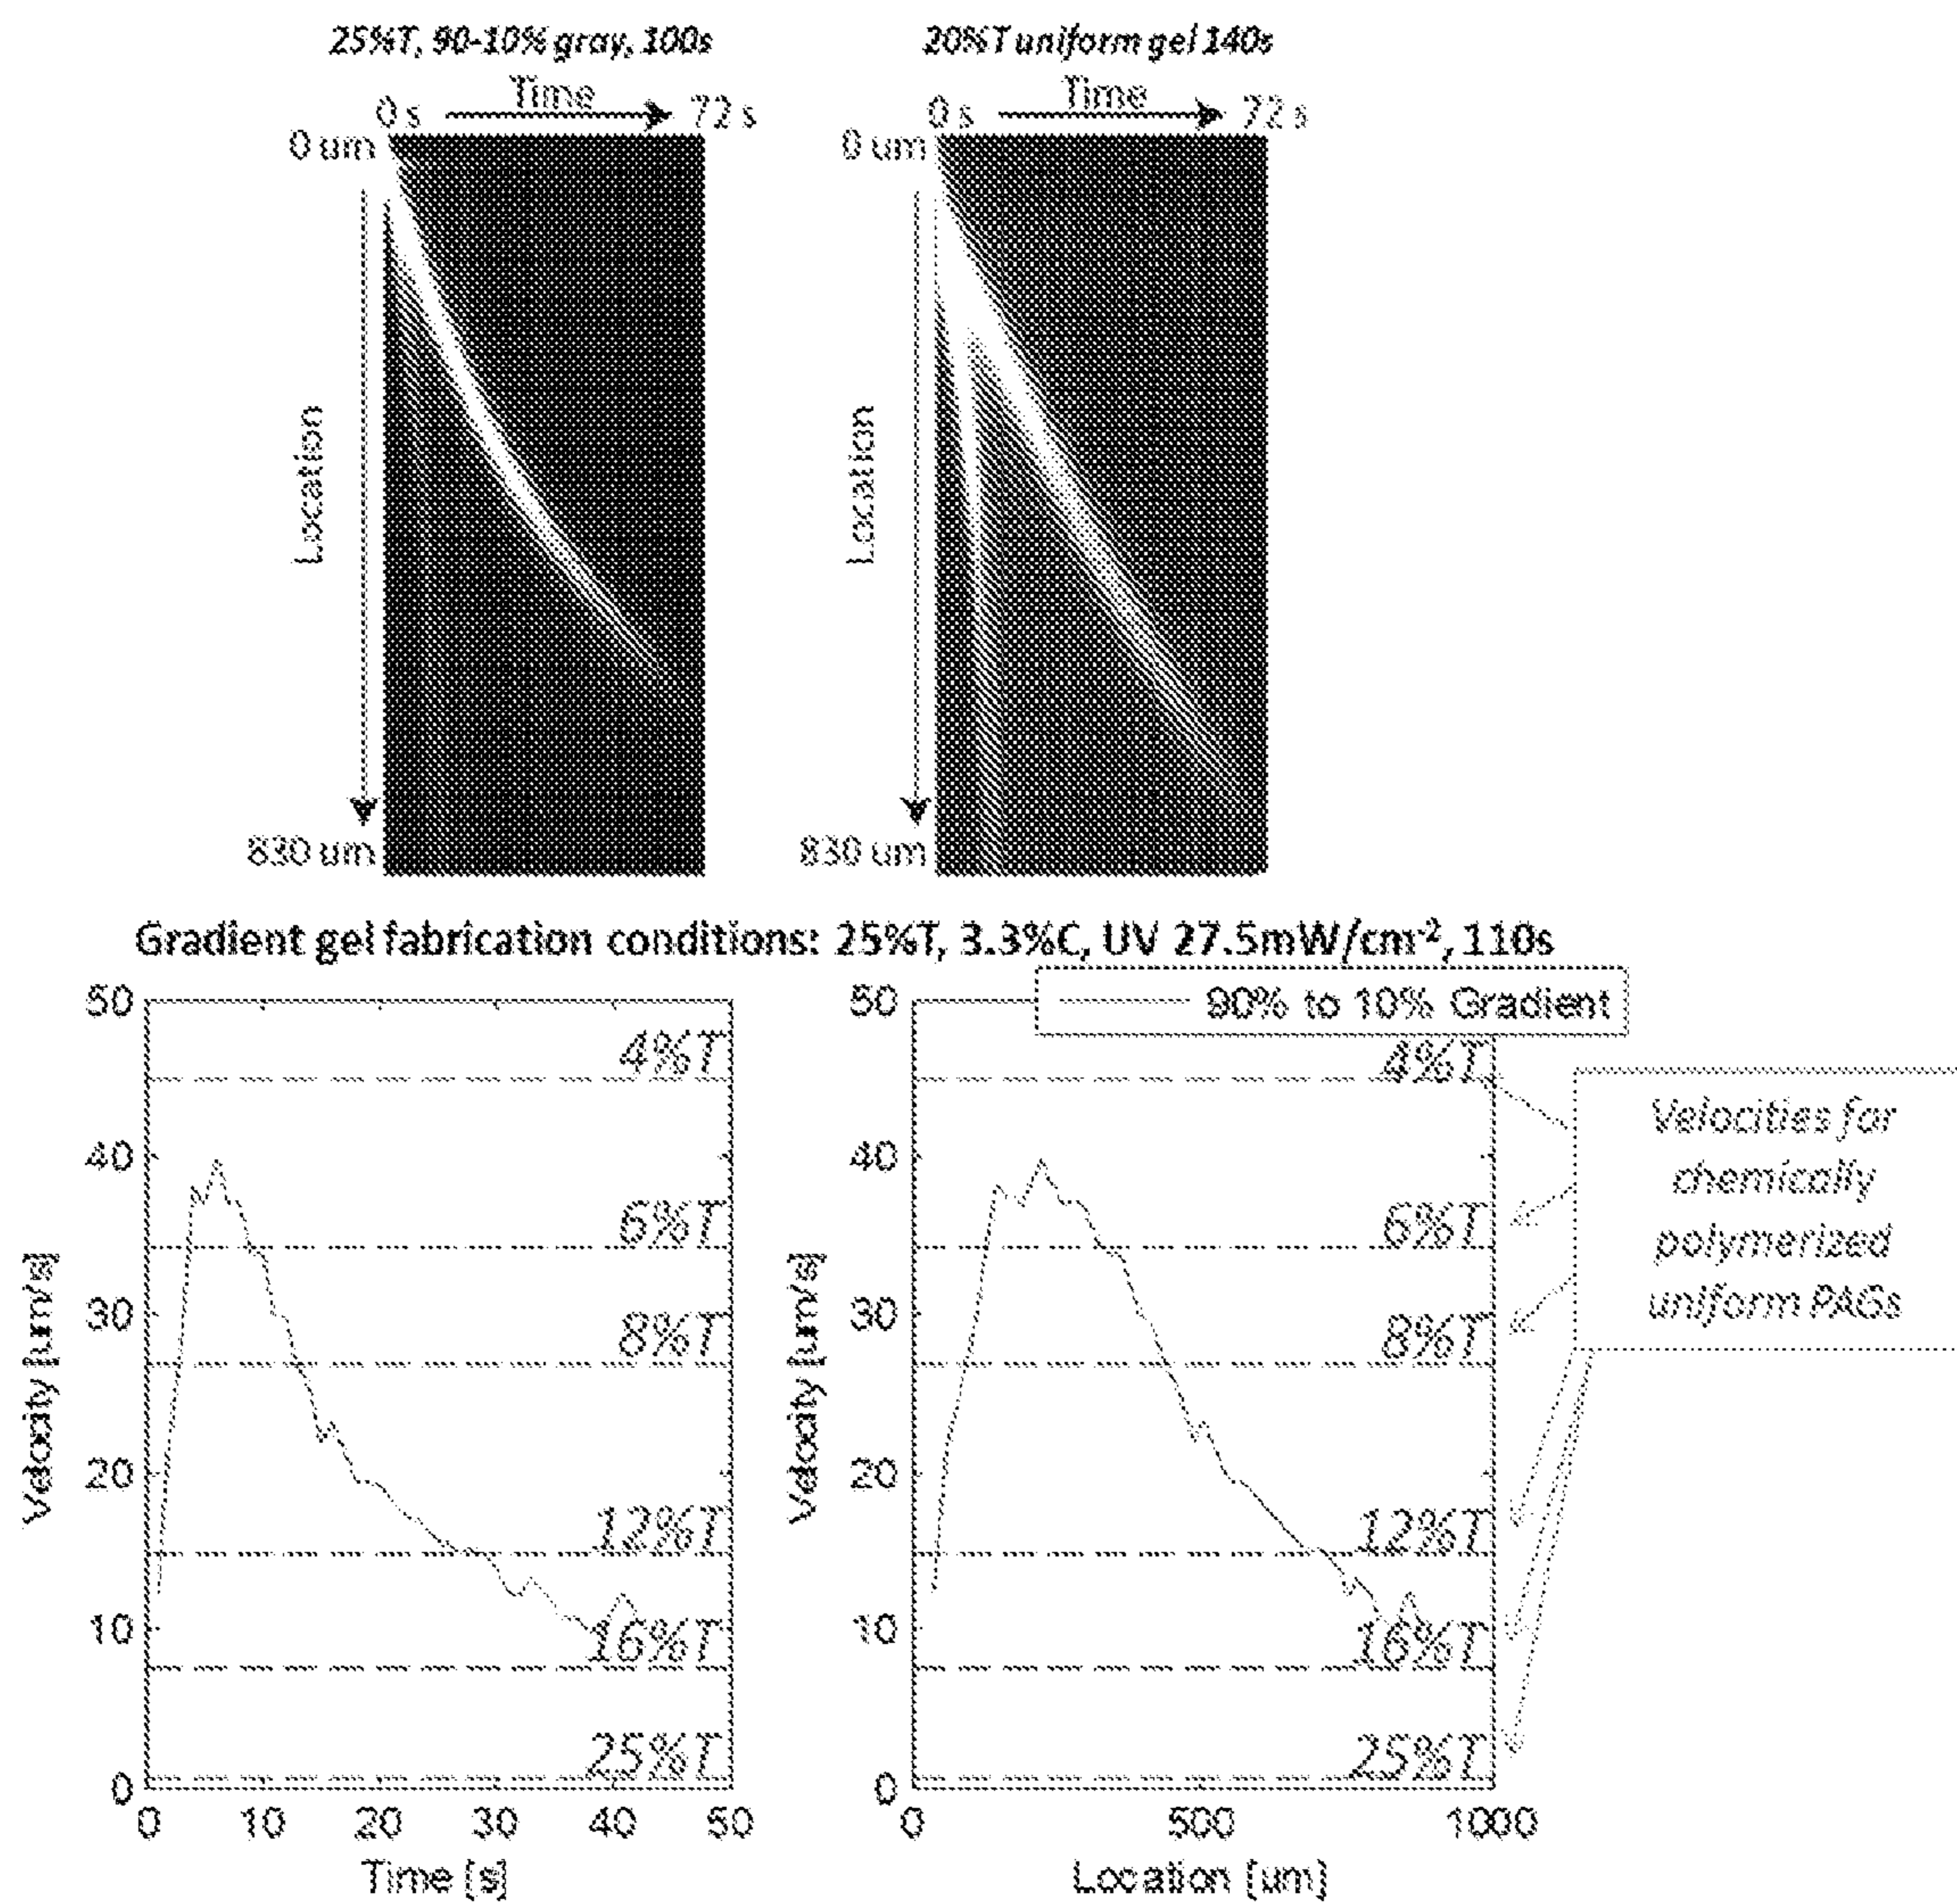 25%T, 90-10% gray, 100s
Time
0 s
72 s
0 um
Location
830 um
20%T uniform gel 140s
Time
0 s
72 s
0 um
Location
830 um
Gradient gel fabrication conditions: 25%T, 3.3%C, UV 27.5mW/cm⁻², 110s
50
40
30
20
10
0
Velocity [um/s]
4%T
6%T
8%T
12%T
16%T
25%T
0 10 20 30 40 50
Time [s]
90% to 10% Gradient
50
40
30
20
10
0
Velocity [um/s]
4%T
6%T
8%T
12%T
16%T
25%T
0 500 1000
Location [um]
Velocities for
chemically
polymerized
uniform PAGs